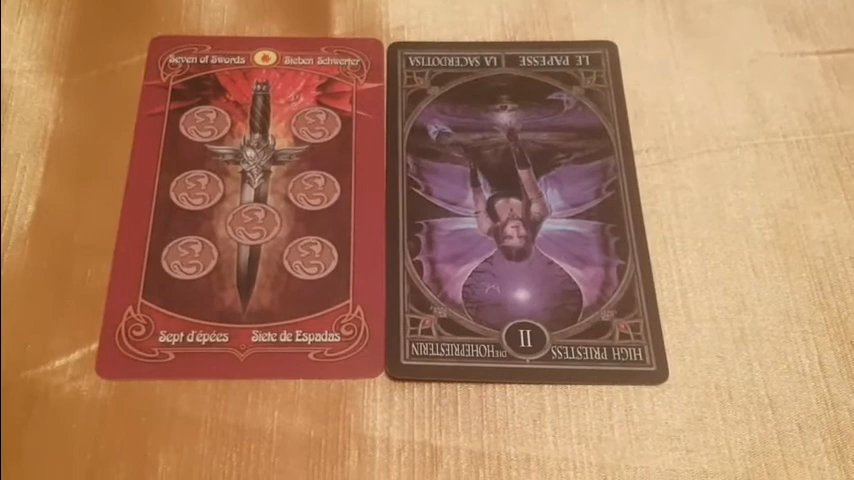 Seven of Swords Sieben Schwerter
Sept d'épées Siete de Espadas
HIGH PRIESTESS II DIE HOHEPRIESTERIN
LE PAPESSE LA SACERDOTISA